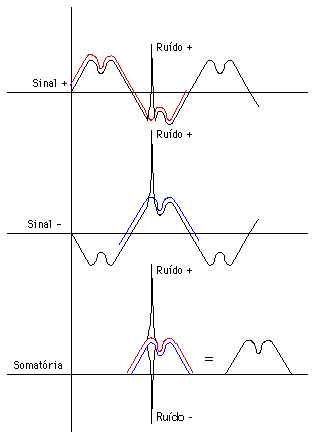 Ruído +
Sinal +
Ruído +
Sinal -
Ruído +
Somatória
=
Ruído -